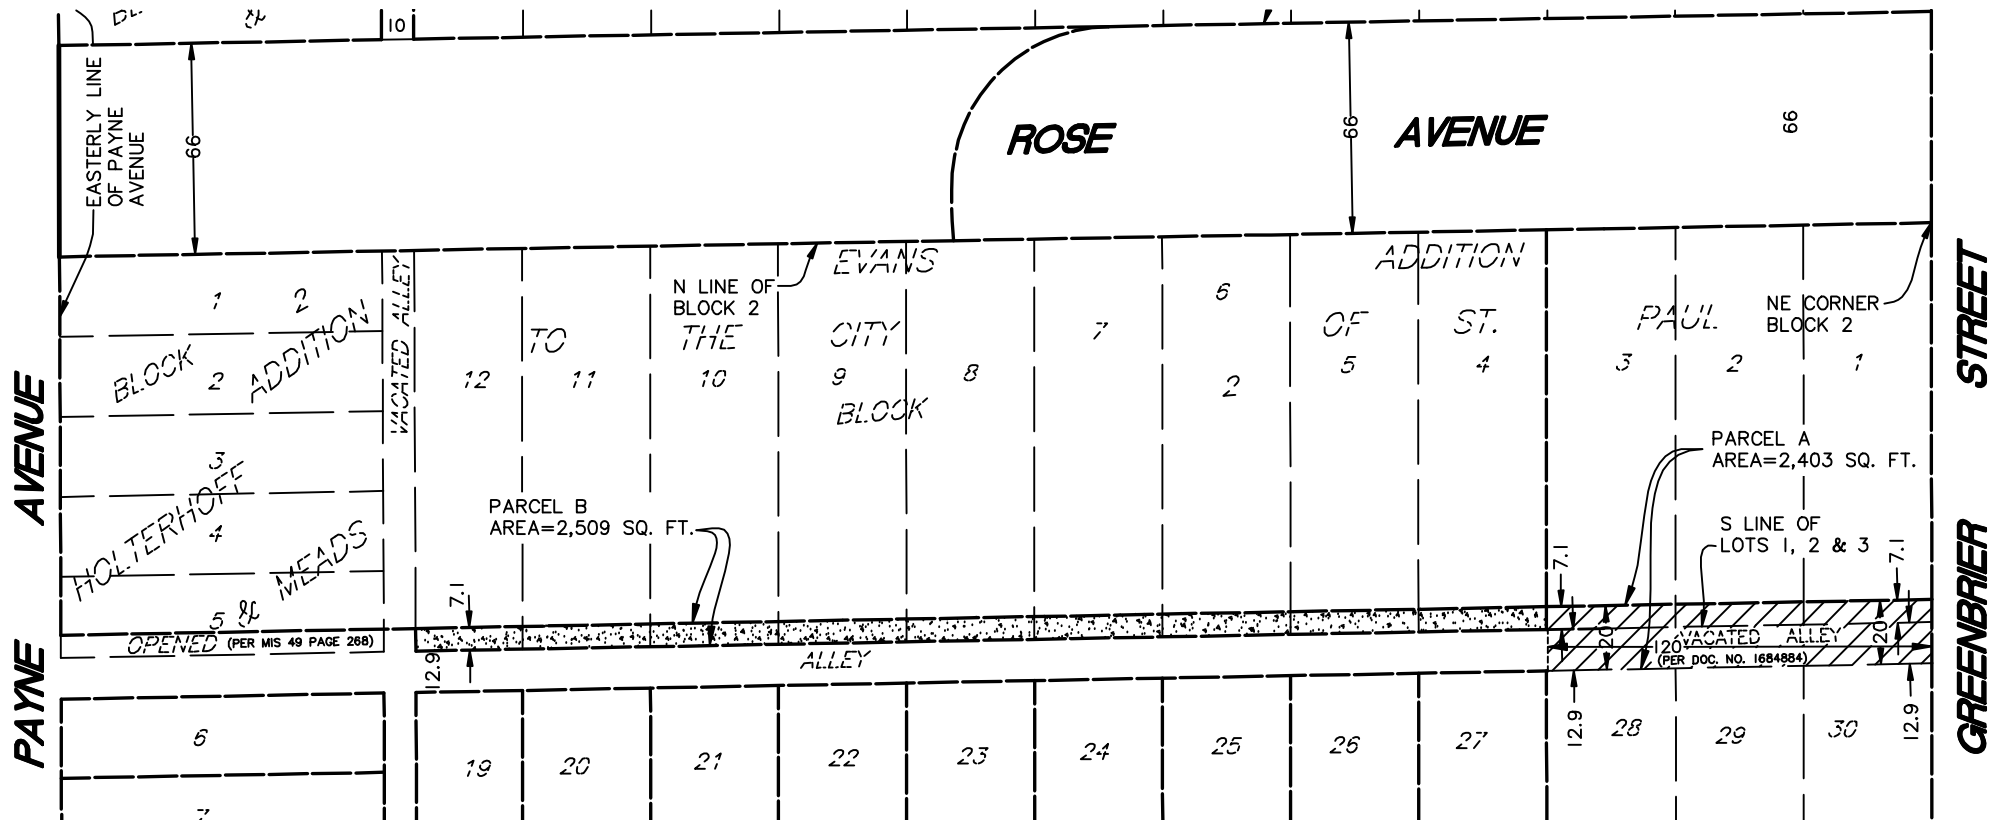 10
EASTERLY LINE
OF PAYNE
AVENUE
66
ROSE AVENUE
66
66
N LINE OF
BLOCK 2
NE CORNER
BLOCK 2
EVANS ADDITION
TO THE CITY OF ST. PAUL
BLOCK 2
12 11 10 9 8 7 6 5 4 3 2 1
VACATED ALLEY
BLOCK 2
HOLTERHOFF & MEADS ADDITION
1
2
3
4
5
OPENED (PER MIS 49 PAGE 268)
PARCEL B
AREA=2,509 SQ. FT.
PARCEL A
AREA=2,403 SQ. FT.
S LINE OF
LOTS 1, 2 & 3
7.1
7.1
7.1
12.9
ALLEY
20
20
120
VACATED ALLEY
(PER DOC. NO. 1684884)
12.9
12.9
6
7
19 20 21 22 23 24 25 26 27 28 29 30
PAYNE AVENUE
GREENBRIER STREET